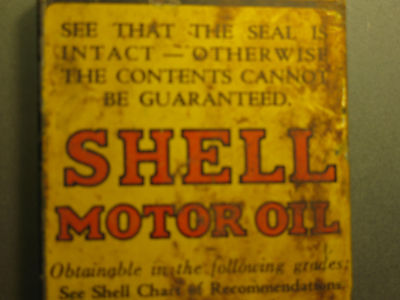 SEE THAT THE SEAL IS
INTACT — OTHERWISE
THE CONTENTS CANNOT
BE GUARANTEED.
SHELL
MOTOR OIL
Obtainable in the following grades:
See Shell Chart of Recommendations.